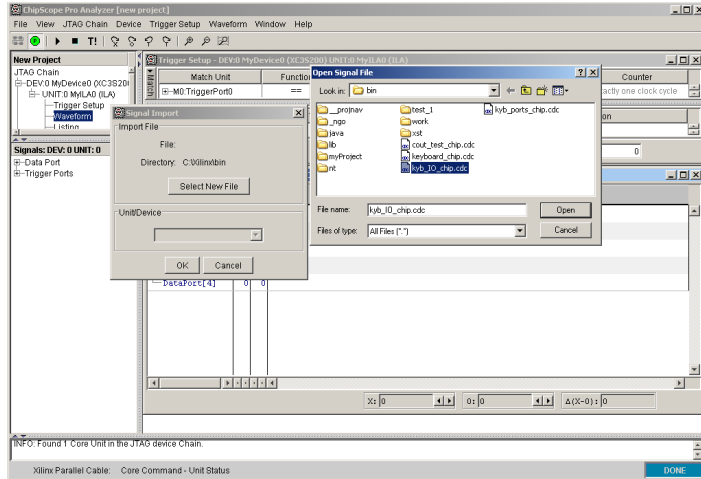 ChipScope Pro Analyzer [new project]
File View JTAG Chain Device Trigger Setup Waveform Window Help
T!
New Project
JTAG Chain
DEV:0 MyDevice0 (XC3S200
UNIT:0 MyILA0 (ILA)
Trigger Setup
Waveform
Listing
Signals: DEV: 0 UNIT: 0
Data Port
Trigger Ports
Trigger Setup - DEV:0 MyDevice0 (XC3S200) UNIT:0 MyILA0 (ILA)
Match
Match Unit
Function
Counter
M0:TriggerPort0
==
actly one clock cycle
on
0
Signal Import
Import File
File:
Directory: C:\Xilinx\bin
Select New File
Unit/Device
OK Cancel
Open Signal File
Look in: bin
__projnav
_ngo
java
lib
myProject
nt
test_1
work
xst
cout_test_chip.cdc
keyboard_chip.cdc
kyb_IO_chip.cdc
kyb_ports_chip.cdc
File name: kyb_IO_chip.cdc Open
Files of type: All Files (*.*) Cancel
DataPort[4] 0 0
X: 0 O: 0 Δ(X-O): 0
INFO: Found 1 Core Unit in the JTAG device Chain.
Xilinx Parallel Cable: Core Command - Unit Status DONE